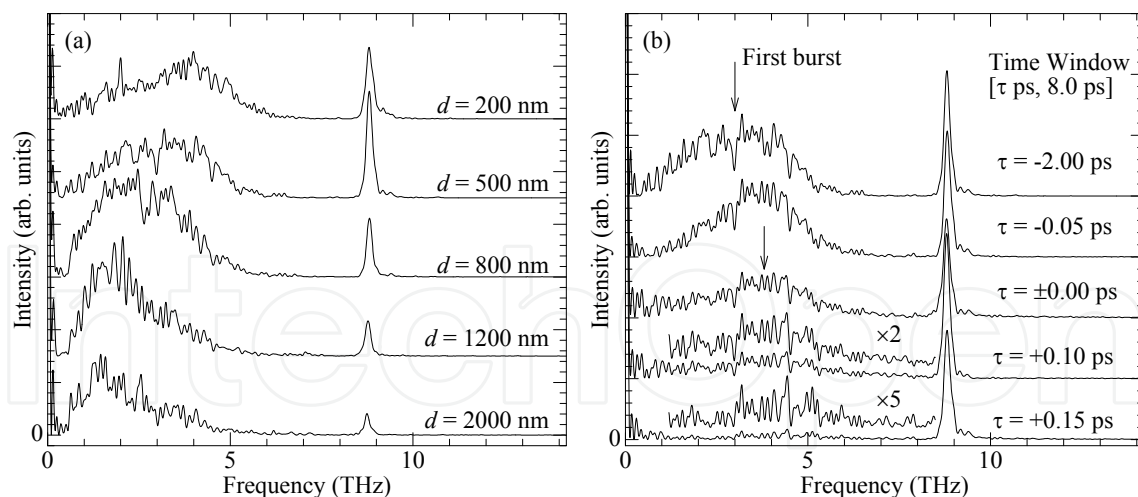 (a)
d = 200 nm
d = 500 nm
d = 800 nm
d = 1200 nm
d = 2000 nm
Intensity (arb. units)
0
0
5
10
Frequency (THz)
(b)
First burst
Time Window
[τ ps, 8.0 ps]
τ = -2.00 ps
τ = -0.05 ps
τ = ±0.00 ps
×2
τ = +0.10 ps
×5
τ = +0.15 ps
Intensity (arb. units)
0
0
5
10
Frequency (THz)
IntechOpen